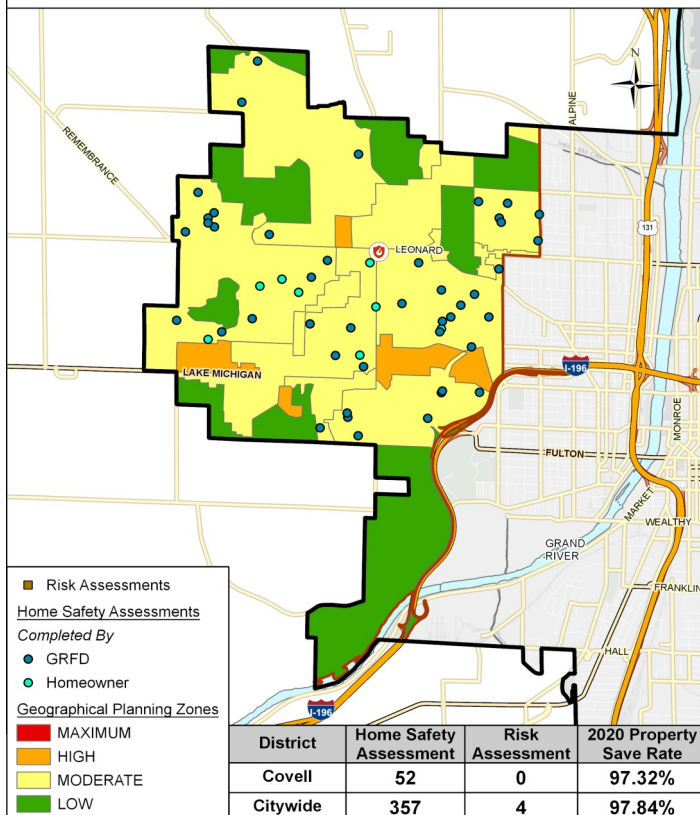 N
REMEMBRANCE
ALPINE
131
LEONARD
LAKE MICHIGAN
I-196
MONROE
FULTON
MARKET
WEALTHY
GRAND
RIVER
FRANKLIN
HALL
I-196
Risk Assessments
Home Safety Assessments
Completed By
GRFD
Homeowner
Geographical Planning Zones
MAXIMUM
HIGH
MODERATE
LOW
District Home Safety Assessment Risk Assessment 2020 Property Save Rate
Covell 52 0 97.32%
Citywide 357 4 97.84%